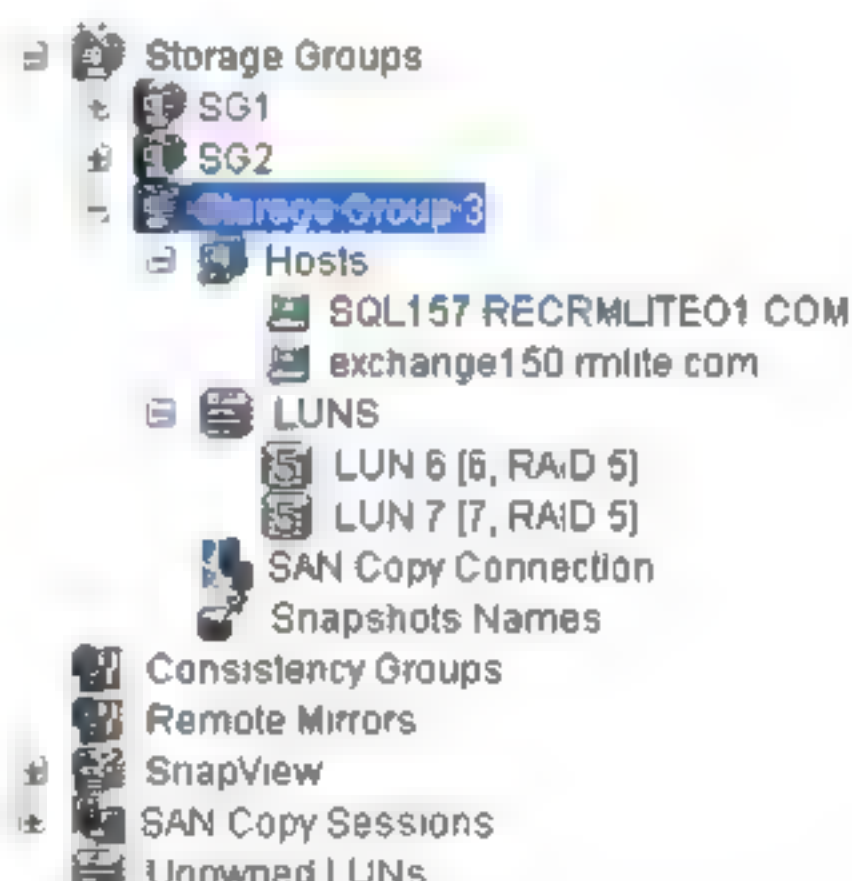 Storage Groups
SG1
SG2
Storage Group 3
Hosts
SQL157 RECRMLITE01 COM
exchange150 rmlite com
LUNS
LUN 6 [6, RAID 5]
LUN 7 [7, RAID 5]
SAN Copy Connection
Snapshots Names
Consistency Groups
Remote Mirrors
SnapView
SAN Copy Sessions
Unowned LUNs